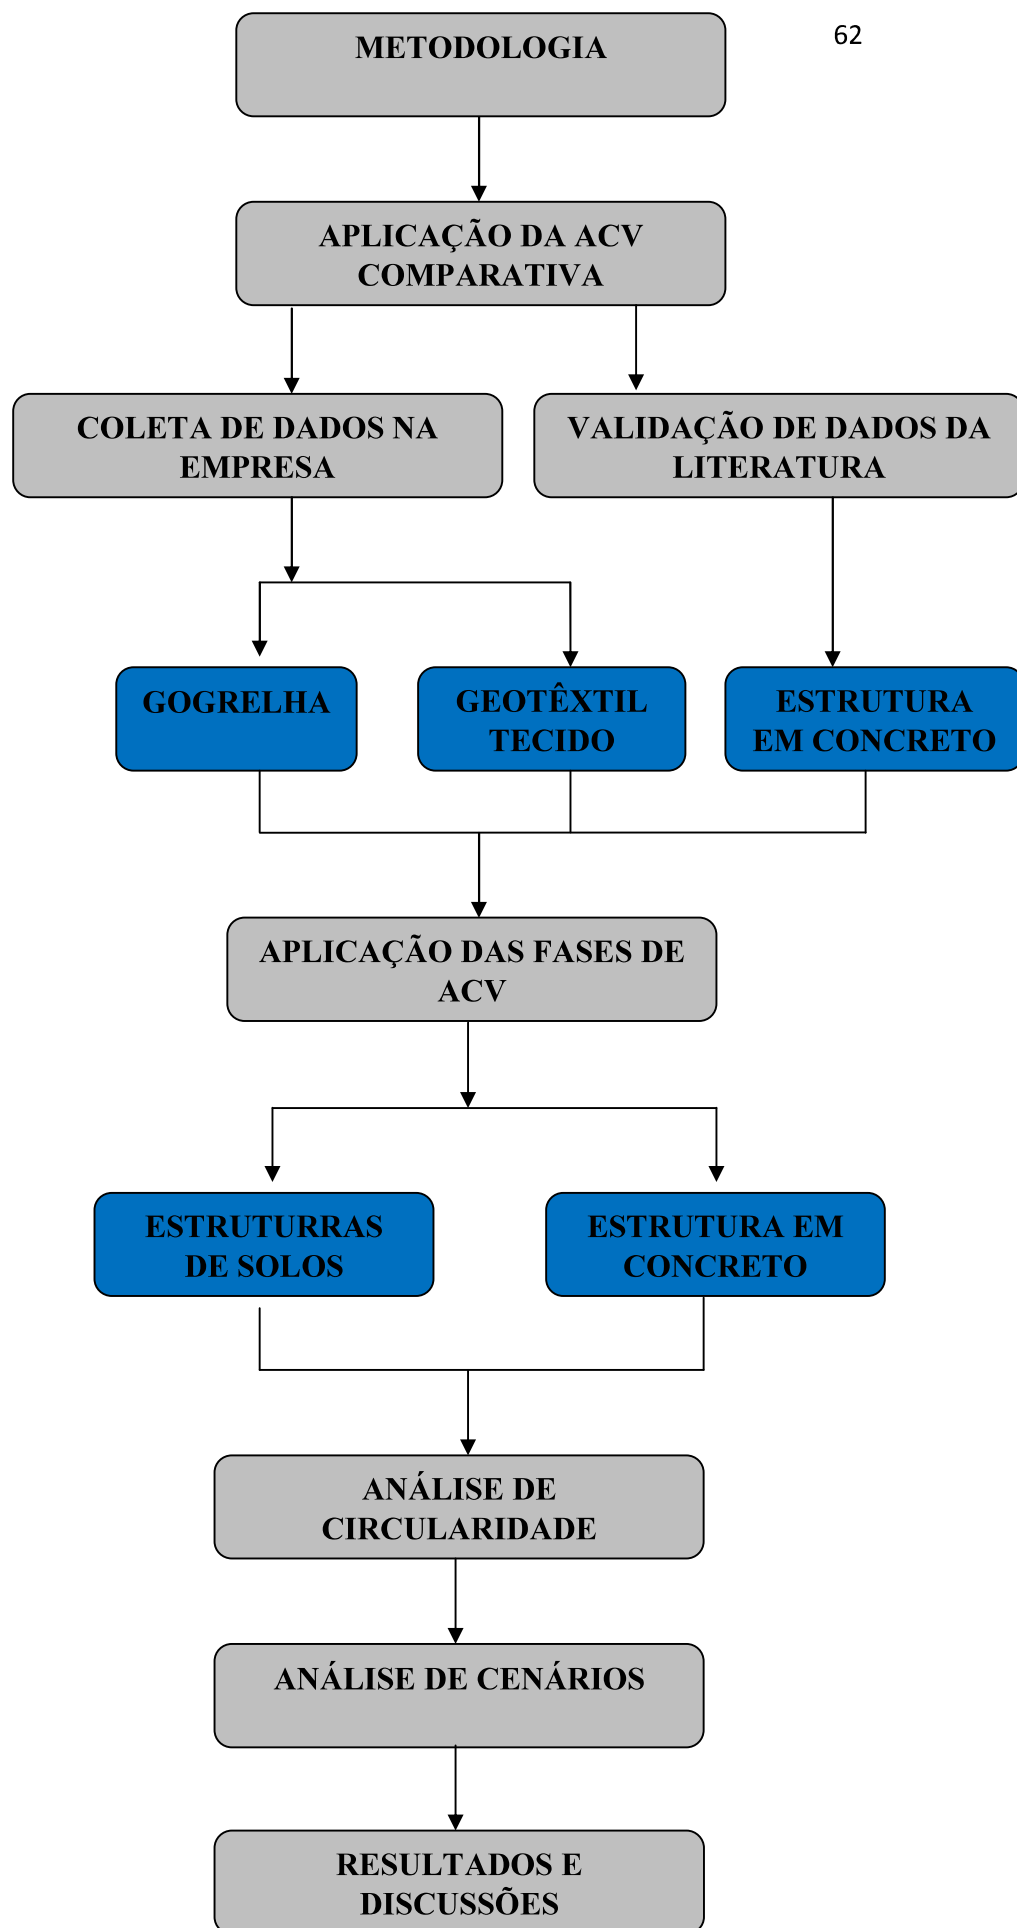 62
METODOLOGIA
APLICAÇÃO DA ACV
COMPARATIVA
COLETA DE DADOS NA
EMPRESA
VALIDAÇÃO DE DADOS DA
LITERATURA
GOGRELHA
GEOTÊXTIL
TECIDO
ESTRUTURA
EM CONCRETO
APLICAÇÃO DAS FASES DE
ACV
ESTRUTURRAS
DE SOLOS
ESTRUTURA EM
CONCRETO
ANÁLISE DE
CIRCULARIDADE
ANÁLISE DE CENÁRIOS
RESULTADOS E
DISCUSSÕES